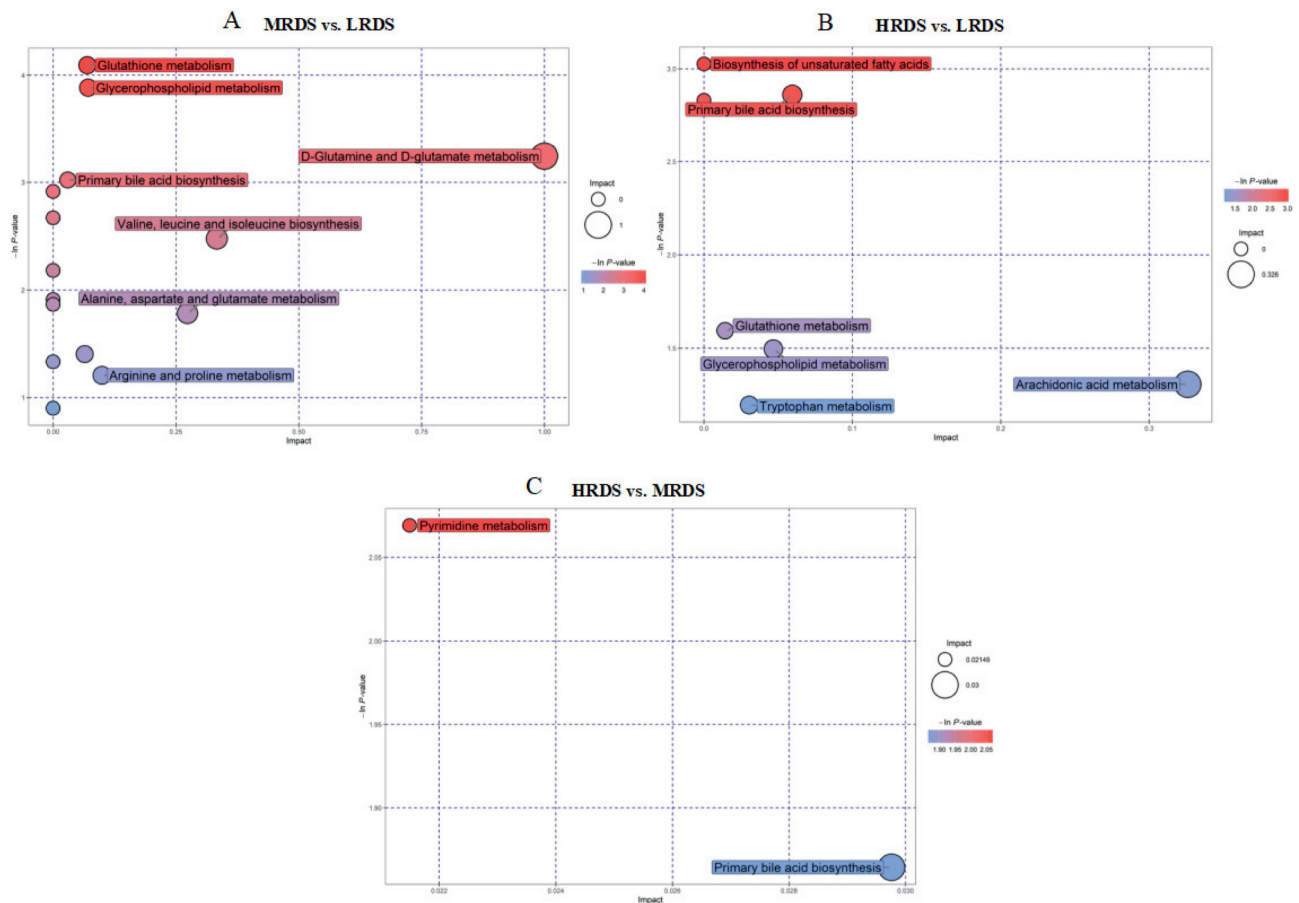 A MRDS vs. LRDS
4
3
2
1
−ln P-value
Glutathione metabolism
Glycerophospholipid metabolism
D-Glutamine and D-glutamate metabolism
Primary bile acid biosynthesis
Valine, leucine and isoleucine biosynthesis
Alanine, aspartate and glutamate metabolism
Arginine and proline metabolism
0.00 0.25 0.50 0.75 1.00
Impact
Impact
0
1
−ln P-value
1 2 3 4
B HRDS vs. LRDS
3.0
2.5
2.0
1.5
−ln P-value
Biosynthesis of unsaturated fatty acids
Primary bile acid biosynthesis
Glutathione metabolism
Glycerophospholipid metabolism
Arachidonic acid metabolism
Tryptophan metabolism
0.0 0.1 0.2 0.3
Impact
−ln P-value
1.5 2.0 2.5 3.0
Impact
0
0.326
C HRDS vs. MRDS
2.05
2.00
1.95
1.90
−ln P-value
Pyrimidine metabolism
Primary bile acid biosynthesis
0.022 0.024 0.026 0.028 0.030
Impact
Impact
0.02149
0.03
−ln P-value
1.90 1.95 2.00 2.05